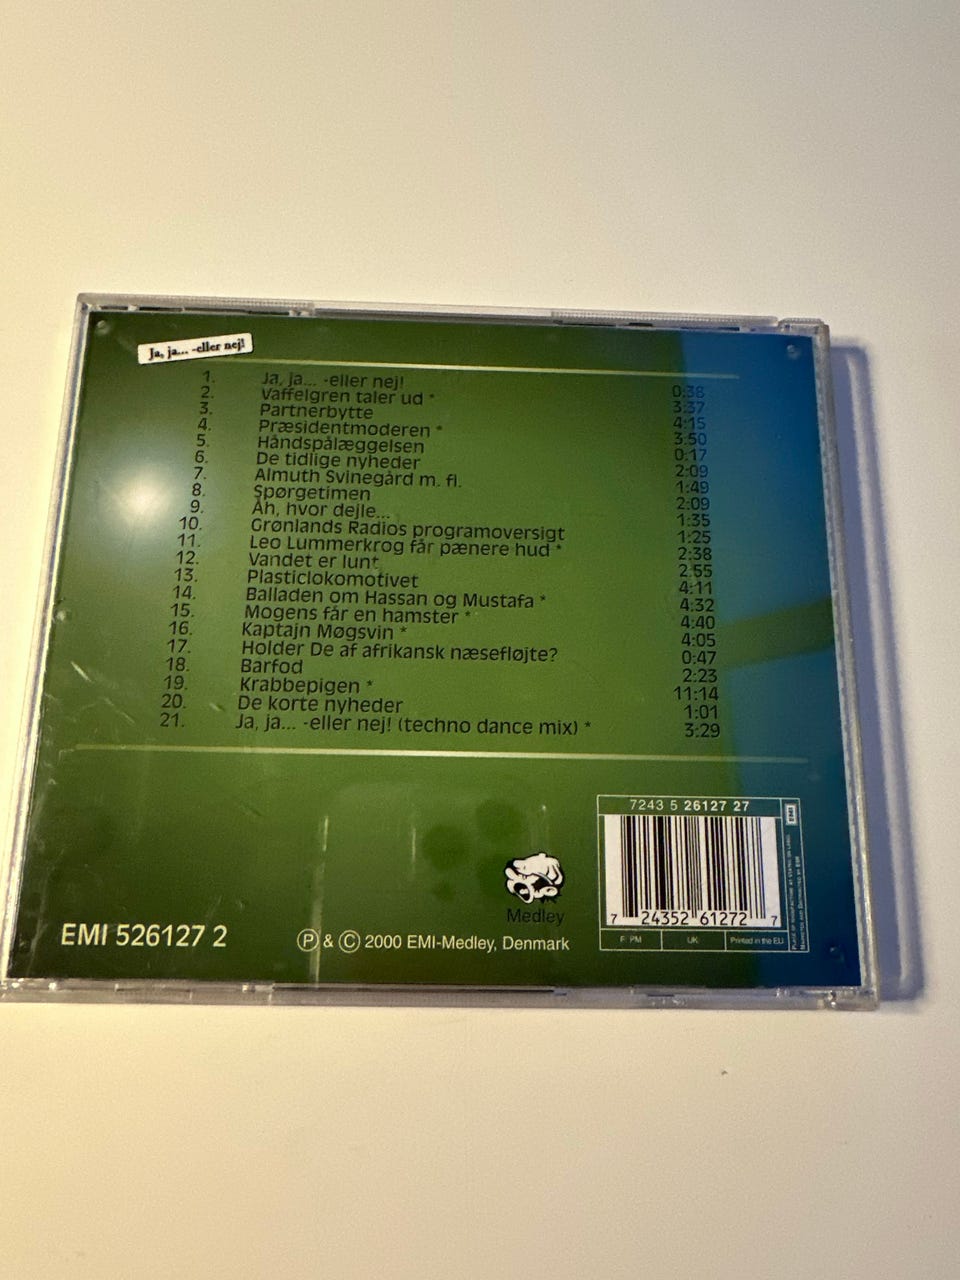 Ja, ja... -eller nej!
1. Ja, ja... -eller nej! 0:38
2. Vaffelgren taler ud * 3:37
3. Partnerbytte 4:15
4. Præsidentmoderen * 3:50
5. Håndspålæggelsen 0:17
6. De tidlige nyheder 2:09
7. Almuth Svinegård m. fl. 1:49
8. Spørgetimen 2:09
9. Åh, hvor dejle... 1:35
10. Grønlands Radios programoversigt 1:25
11. Leo Lummerkrog får pænere hud * 2:38
12. Vandet er lunt 2:55
13. Plasticlokomotivet 4:11
14. Balladen om Hassan og Mustafa * 4:32
15. Mogens får en hamster * 4:40
16. Kaptajn Møgsvin * 4:05
17. Holder De af afrikansk næsefløjte? 0:47
18. Barfod 2:23
19. Krabbepigen * 11:14
20. De korte nyheder 1:01
21. Ja, ja... -eller nej! (techno dance mix) * 3:29
7243 5 26127 27
EMI
Medley
7 24352 61272 7
EMI 526127 2
Ⓟ & © 2000 EMI-Medley, Denmark
F: PM UK Printed in the EU